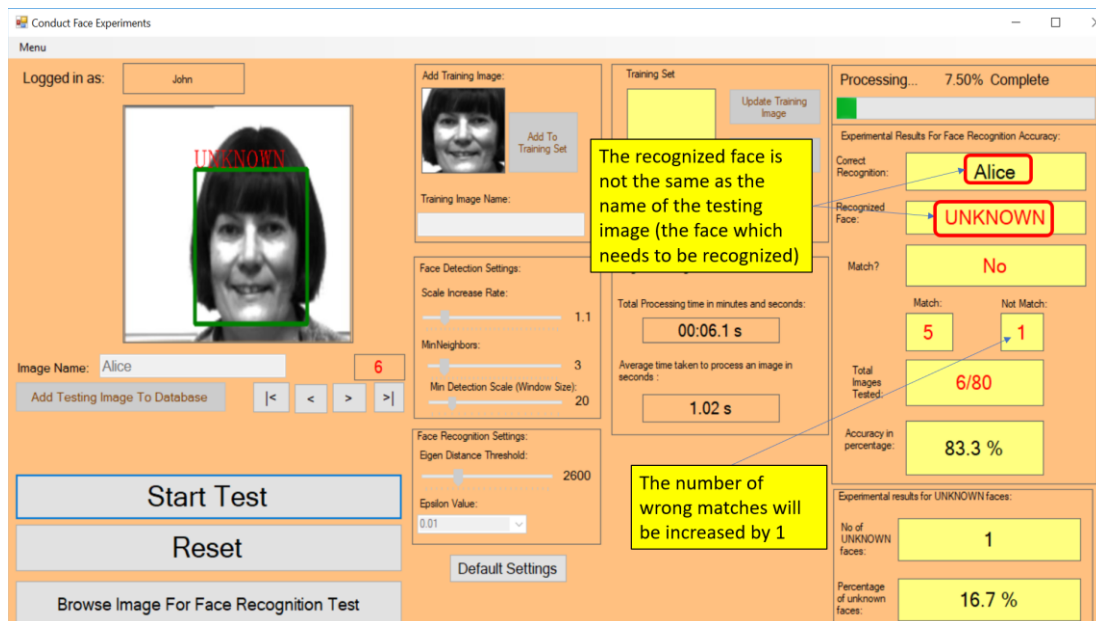 Conduct Face Experiments
Menu
Logged in as:
John
UNKNOWN
Image Name:
Alice
6
Add Testing Image To Database
|<
<
>
>|
Start Test
Reset
Browse Image For Face Recognition Test
Add Training Image:
Add To
Training Set
Training Image Name:
Face Detection Settings:
Scale Increase Rate:
1.1
MinNeighbors:
3
Min Detection Scale (Window Size):
20
Face Recognition Settings:
Eigen Distance Threshold:
2600
Epsilon Value:
0.01
Default Settings
Training Set
Update Training
Image
The recognized face is
not the same as the
name of the testing
image (the face which
needs to be recognized)
Total Processing time in minutes and seconds:
00:06.1 s
Average time taken to process an image in
seconds :
1.02 s
The number of
wrong matches will
be increased by 1
Processing... 7.50% Complete
Experimental Results For Face Recognition Accuracy:
Correct
Recognition:
Alice
Recognized
Face:
UNKNOWN
Match?
No
Match:
Not Match:
5
1
Total
Images
Tested:
6/80
Accuracy in
percentage:
83.3 %
Experimental results for UNKNOWN faces:
No of
UNKNOWN
faces:
1
Percentage
of unknown
faces:
16.7 %